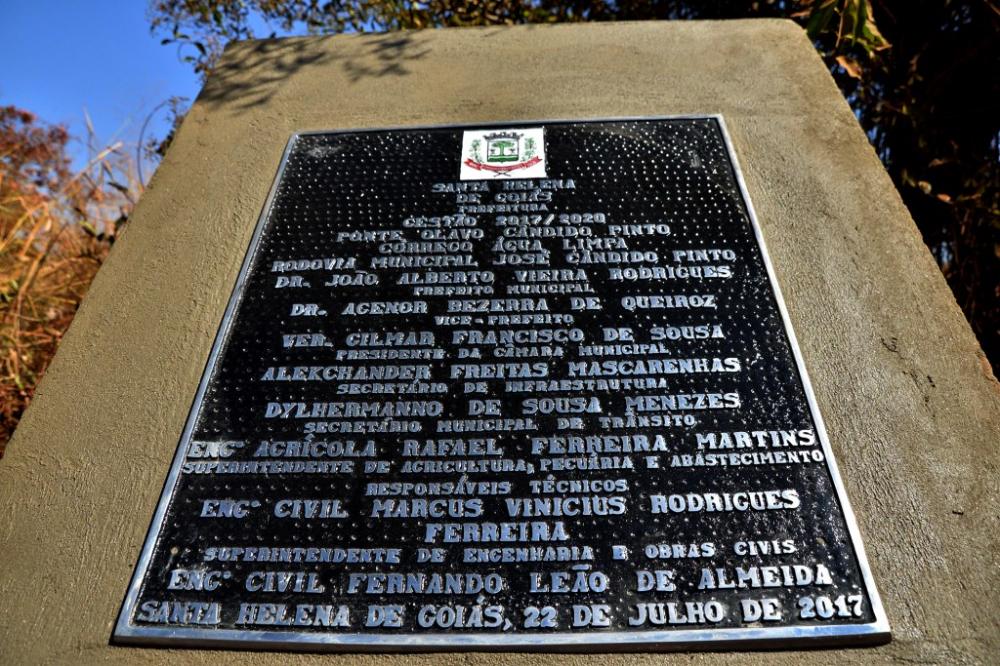 SANTA HELENA
DE GOIÁS
PREFEITURA
GESTÃO 2017/2020
PONTE OLAVO CÂNDIDO PINTO
CÓRREGO ÁGUA LIMPA
RODOVIA MUNICIPAL JOSÉ CÂNDIDO PINTO
DR. JOÃO ALBERTO VIEIRA RODRIGUES
PREFEITO MUNICIPAL
DR. AGENOR BEZERRA DE QUEIROZ
VICE-PREFEITO
VER. GILMAR FRANCISCO DE SOUSA
PRESIDENTE DA CÂMARA MUNICIPAL
ALEKCHANDER FREITAS MASCARENHAS
SECRETÁRIO DE INFRAESTRUTURA
DYLHERMANNO DE SOUSA MENEZES
SECRETÁRIO MUNICIPAL DE TRÂNSITO
ENGº AGRÍCOLA RAFAEL FERREIRA MARTINS
SUPERINTENDENTE DE AGRICULTURA, PECUÁRIA E ABASTECIMENTO
RESPONSÁVEIS TÉCNICOS
ENGº CIVIL MARCUS VINICIUS RODRIGUES
FERREIRA
SUPERINTENDENTE DE ENGENHARIA E OBRAS CIVIS
ENGº CIVIL FERNANDO LEÃO DE ALMEIDA
SANTA HELENA DE GOIÁS, 22 DE JULHO DE 2017